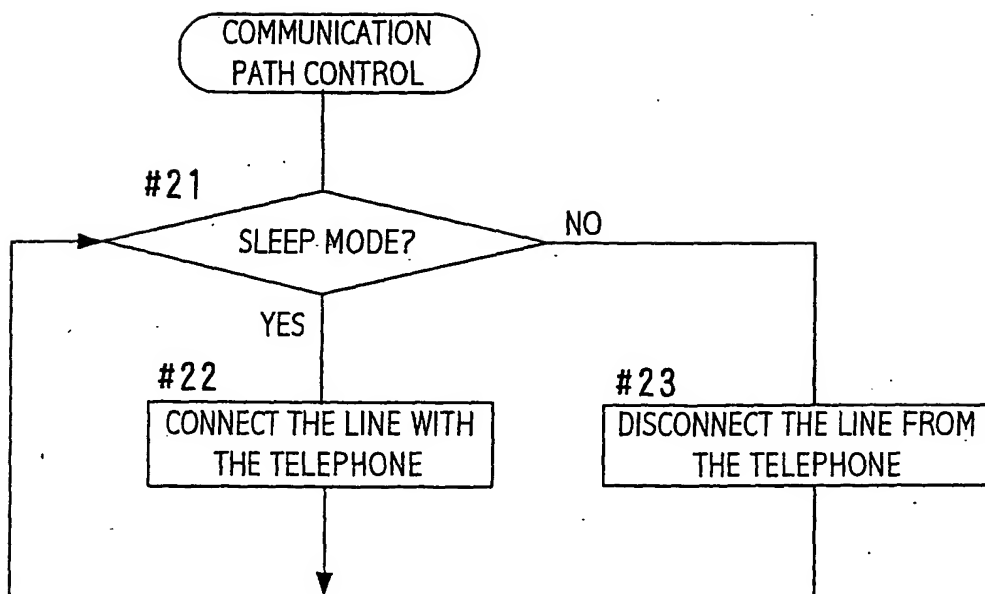 COMMUNICATION
PATH CONTROL
#21
SLEEP MODE?
NO
YES
#22
CONNECT THE LINE WITH
THE TELEPHONE
#23
DISCONNECT THE LINE FROM
THE TELEPHONE